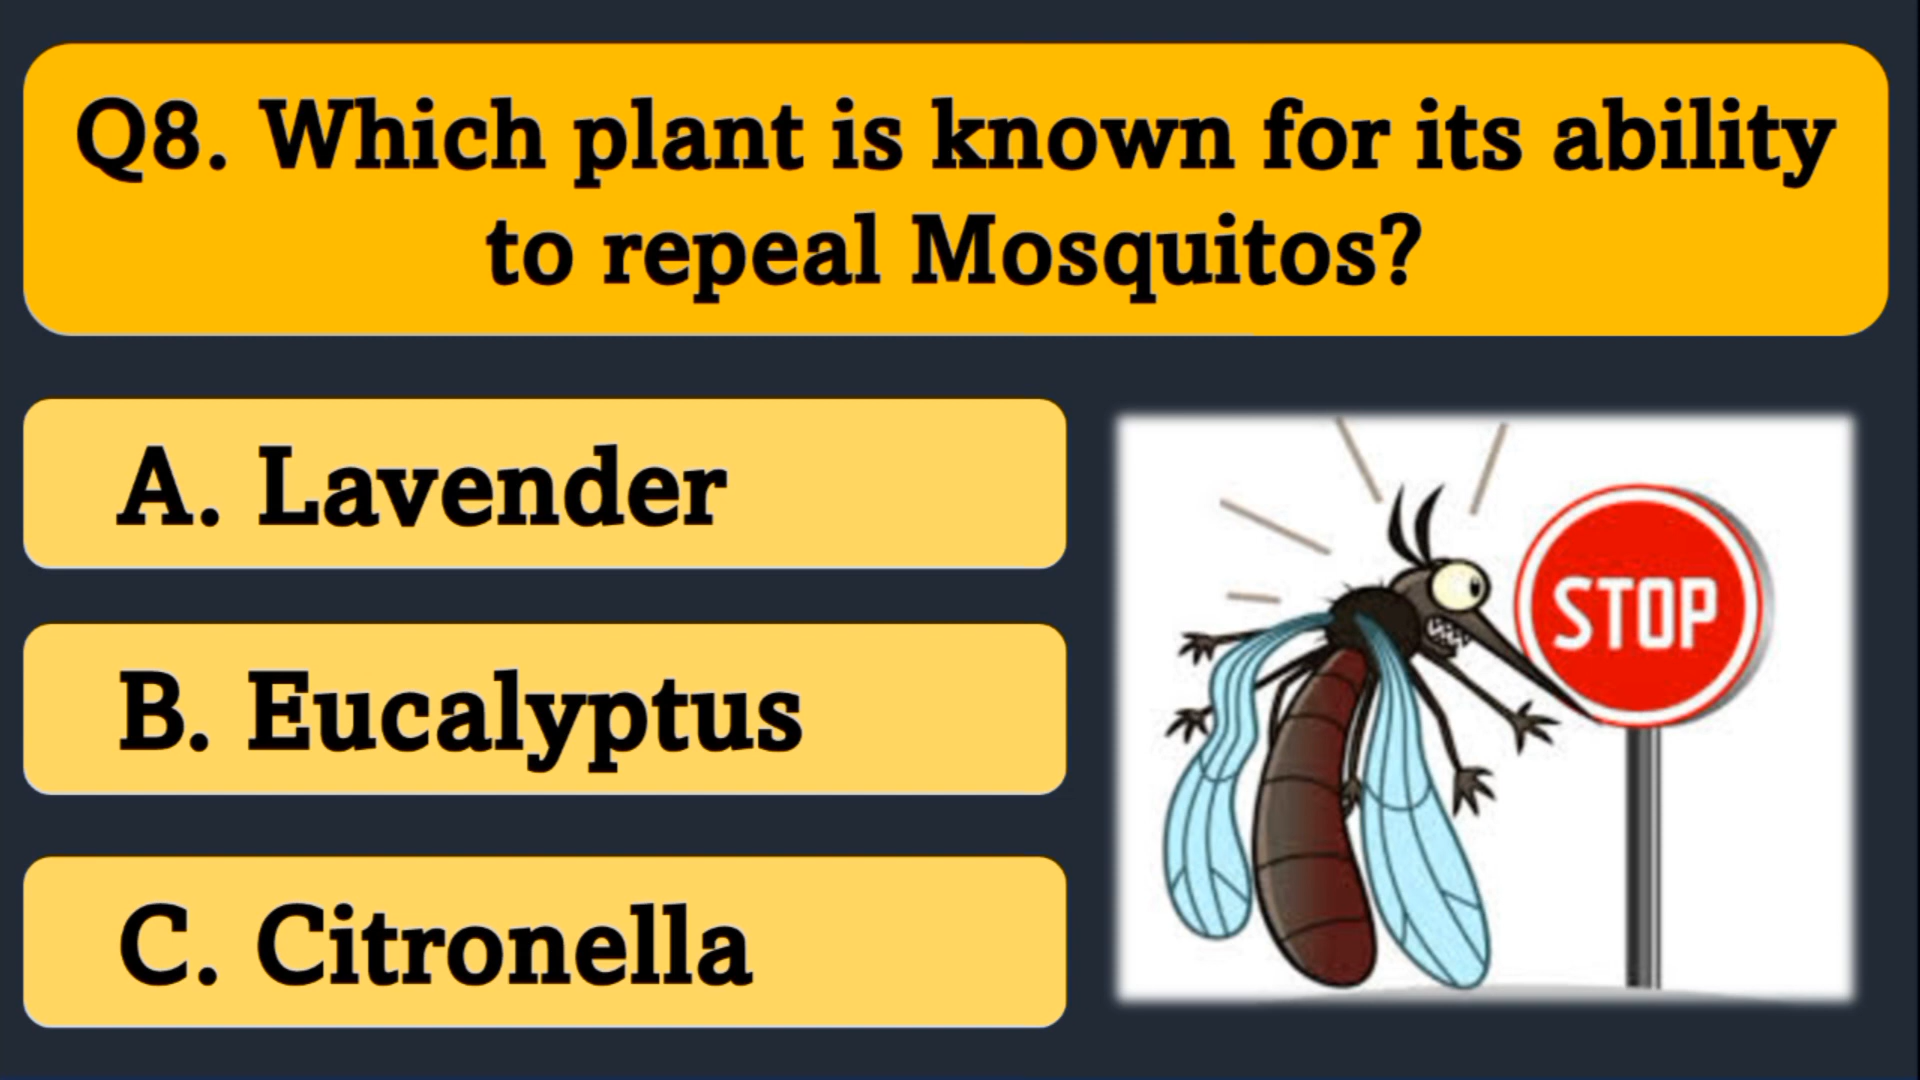 Q8. Which plant is known for its ability
to repeal Mosquitos?
A. Lavender
B. Eucalyptus
C. Citronella
STOP